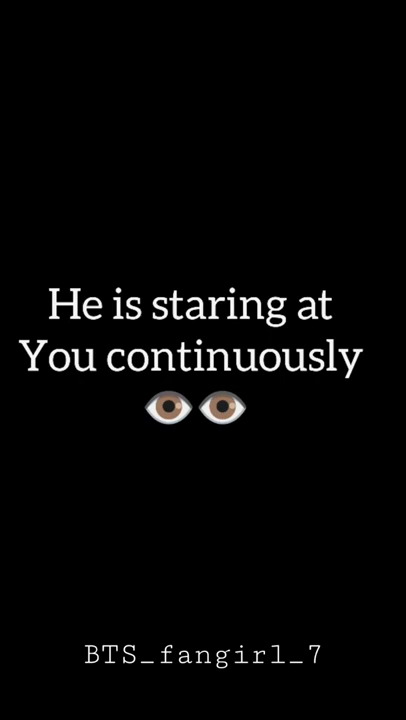 He is staring at
You continuously
👁️👁️
BTS_fangirl_7